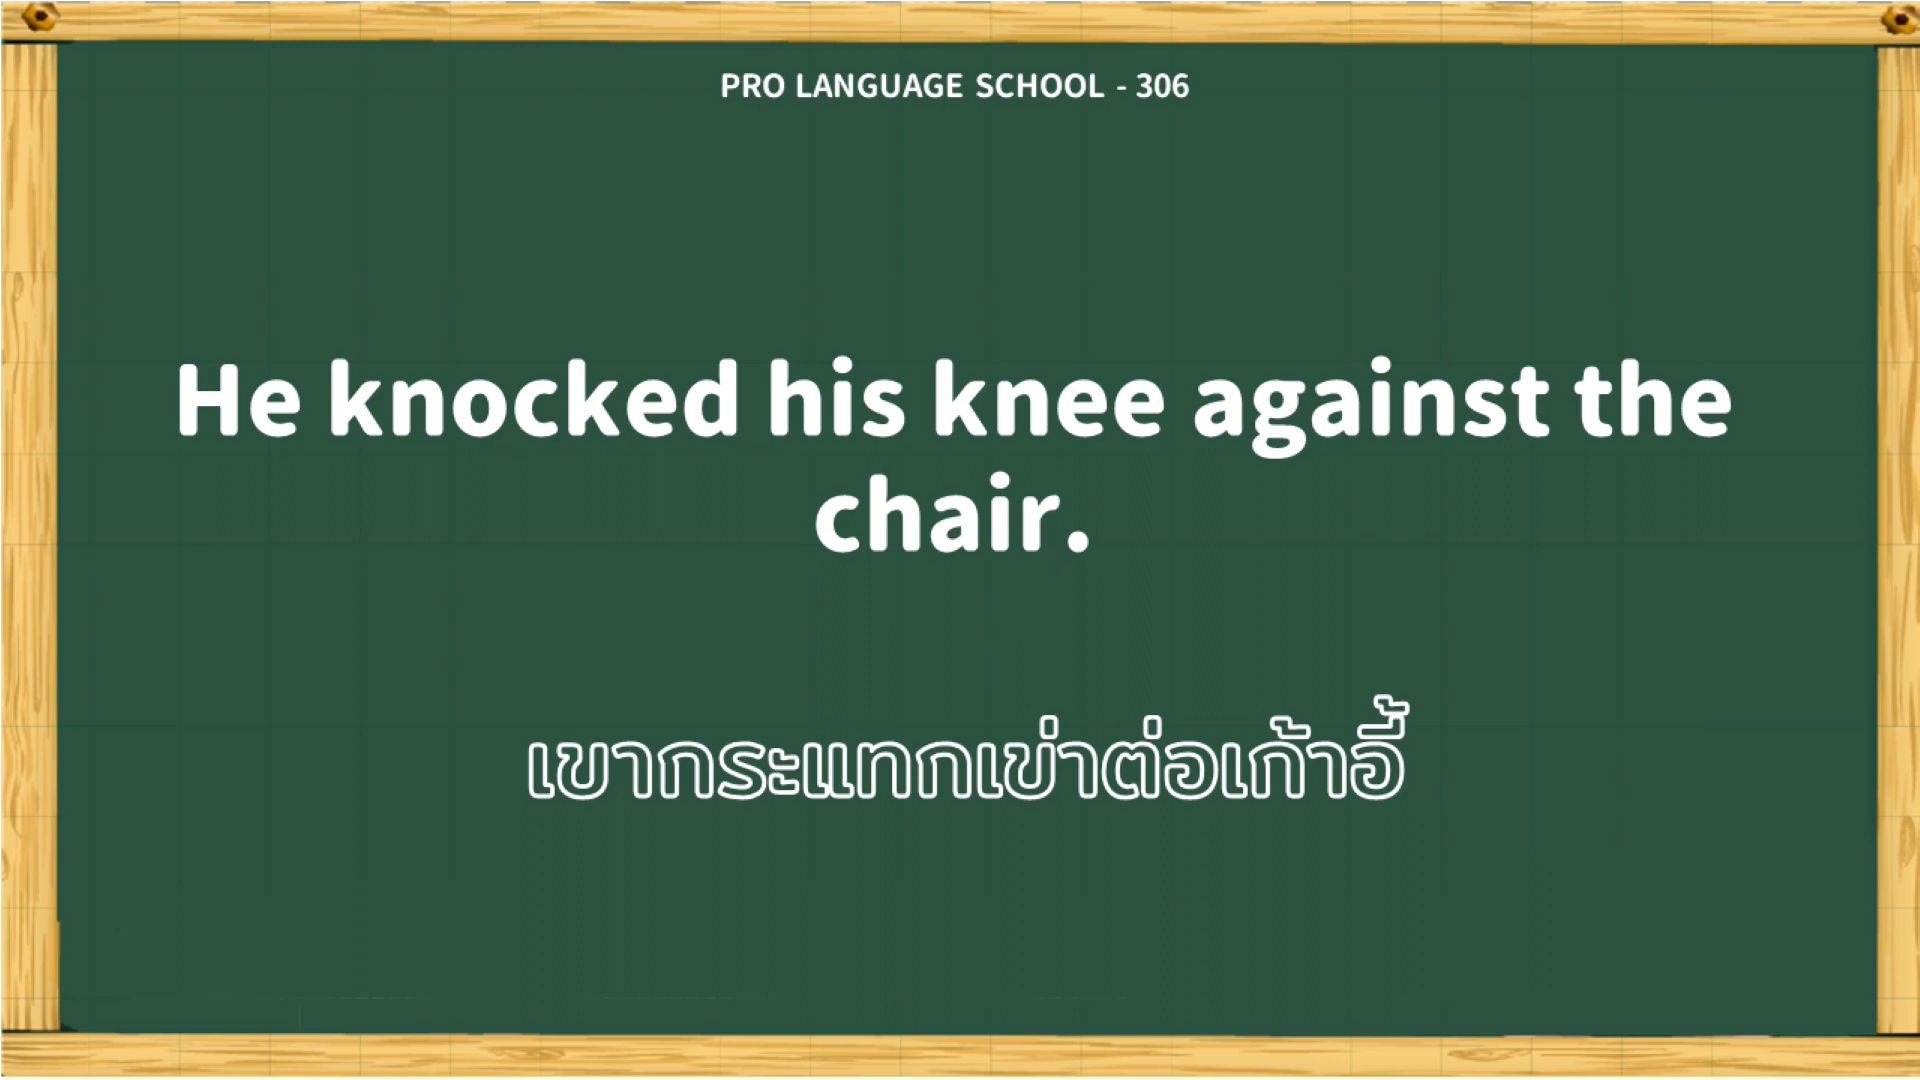 PRO LANGUAGE SCHOOL - 306
He knocked his knee against the
chair.
เขากระแทกเข่าต่อเก้าอี้